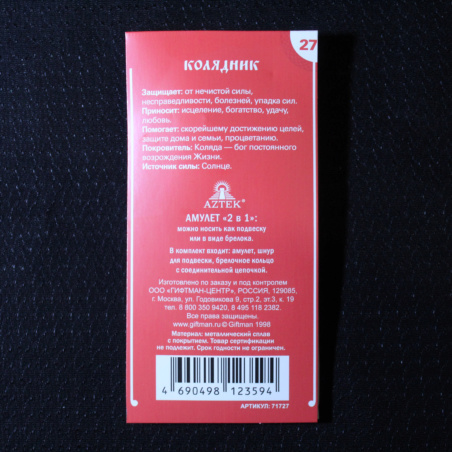 27
КОЛЯДНИК
Защищает: от нечистой силы,
несправедливости, болезней, упадка сил.
Приносит: исцеление, богатство, удачу,
любовь.
Помогает: скорейшему достижению целей,
защита дома и семьи, процветанию.
Покровитель: Коляда — бог постоянного
возрождения Жизни.
Источник силы: Солнце.
AZTEK®
АМУЛЕТ «2 в 1»:
можно носить как подвеску
или в виде брелока.
В комплект входит: амулет, шнур
для подвески, брелочное кольцо
с соединительной цепочкой.
Изготовлено по заказу и под контролем
ООО «ГИФТМАН-ЦЕНТР», РОССИЯ, 129085,
г. Москва, ул. Годовикова 9, стр.2, эт.3, к. 19
тел. 8 800 350 9420, 8 495 118 2382.
Все права защищены.
www.giftman.ru © Giftman 1998
Материал: металлический сплав
с покрытием. Товар сертификации
не подлежит. Срок годности не ограничен.
4 690498 123594
АРТИКУЛ: 71727